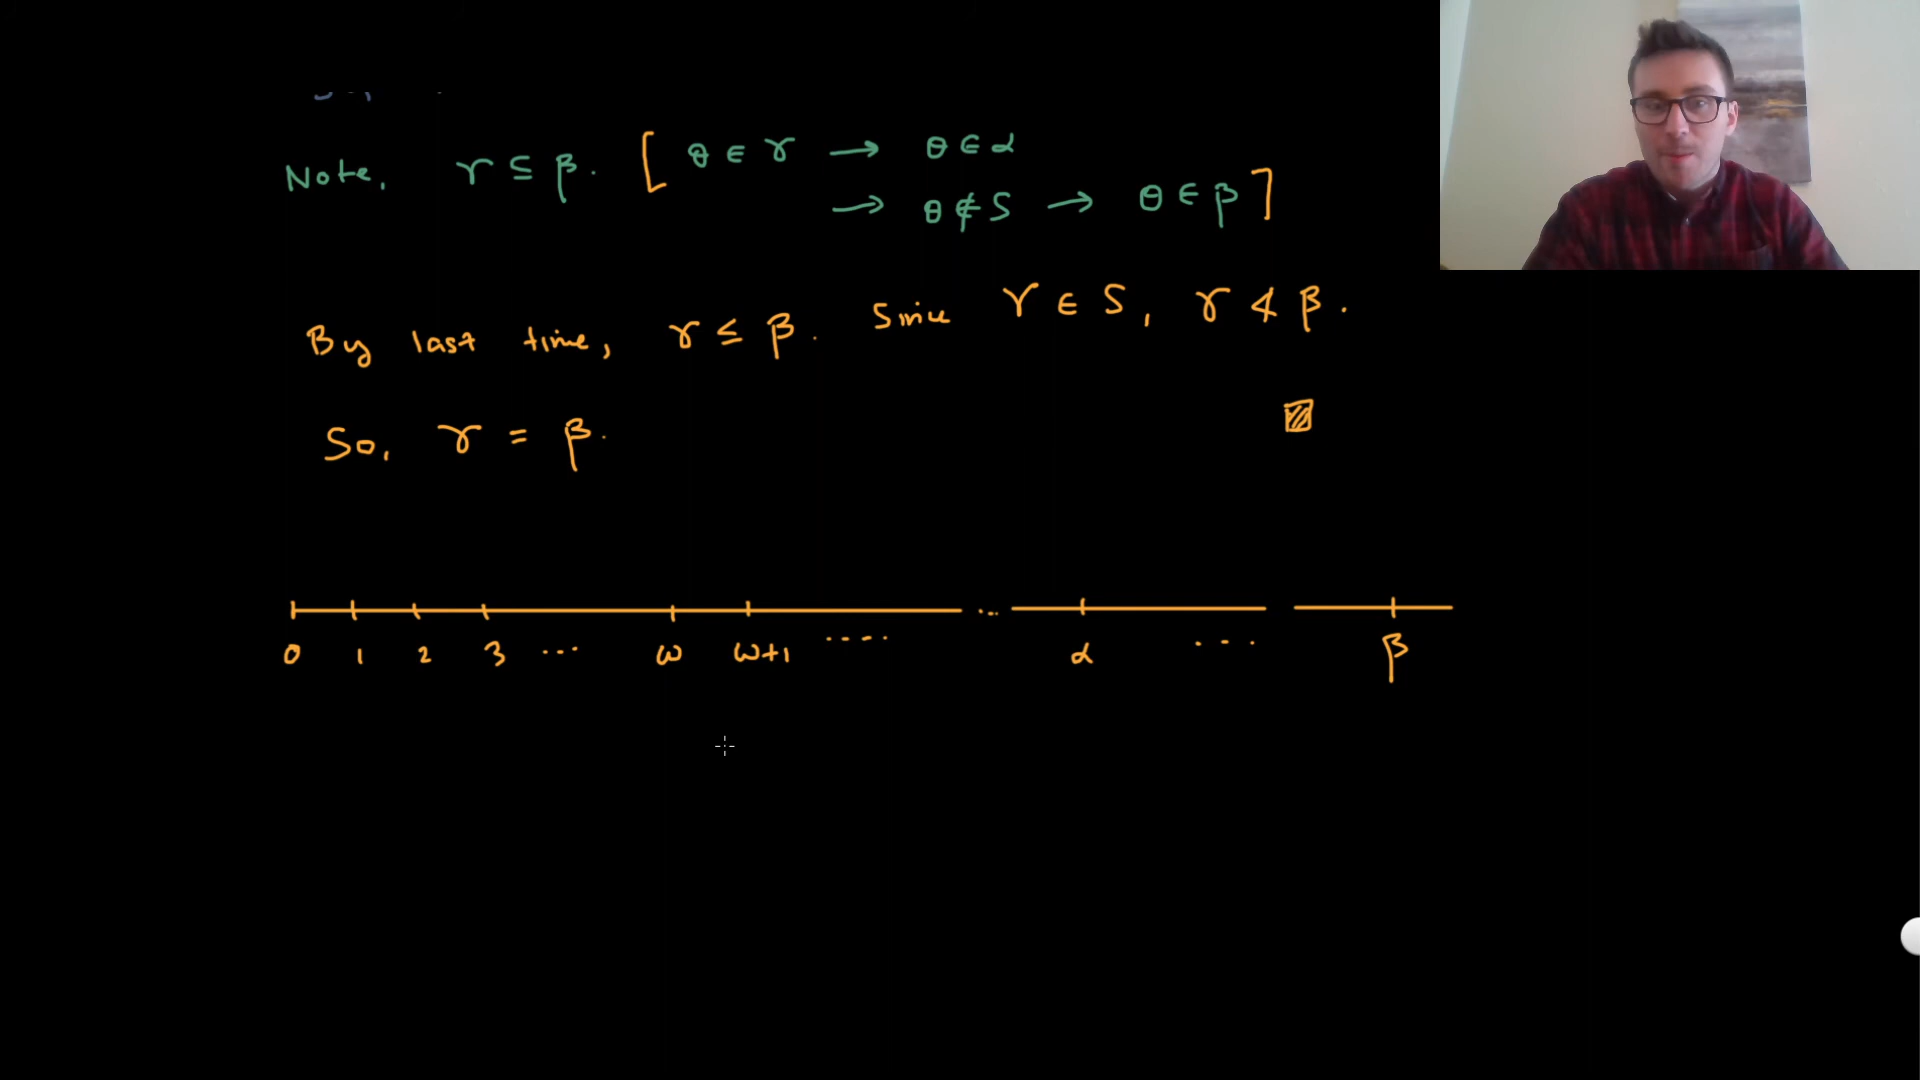 Note, γ ⊆ β. [ θ ∈ γ → θ ∈ α
→ θ ∉ S → θ ∈ β ]
By last time, γ ≤ β. Since γ ∈ S, γ ≮ β.
So, γ = β.
0 1 2 3 ... ω ω+1 .... α ... β